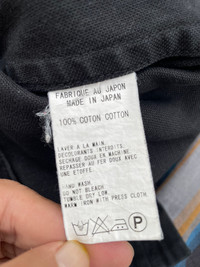 FABRIQUE AU JAPON
MADE IN JAPAN
100% COTON COTTON
LAVER A LA MAIN.
DECOLORANTS INTERDITS.
SECHAGE DOUX EN MACHINE
REPASSER AU FER DOUX AVEC
UNE ETOFFE.
HAND WASH
DO NOT BLEACH
TUMBLE DRY LOW.
WARM IRON WITH PRESS CLOTH.
P